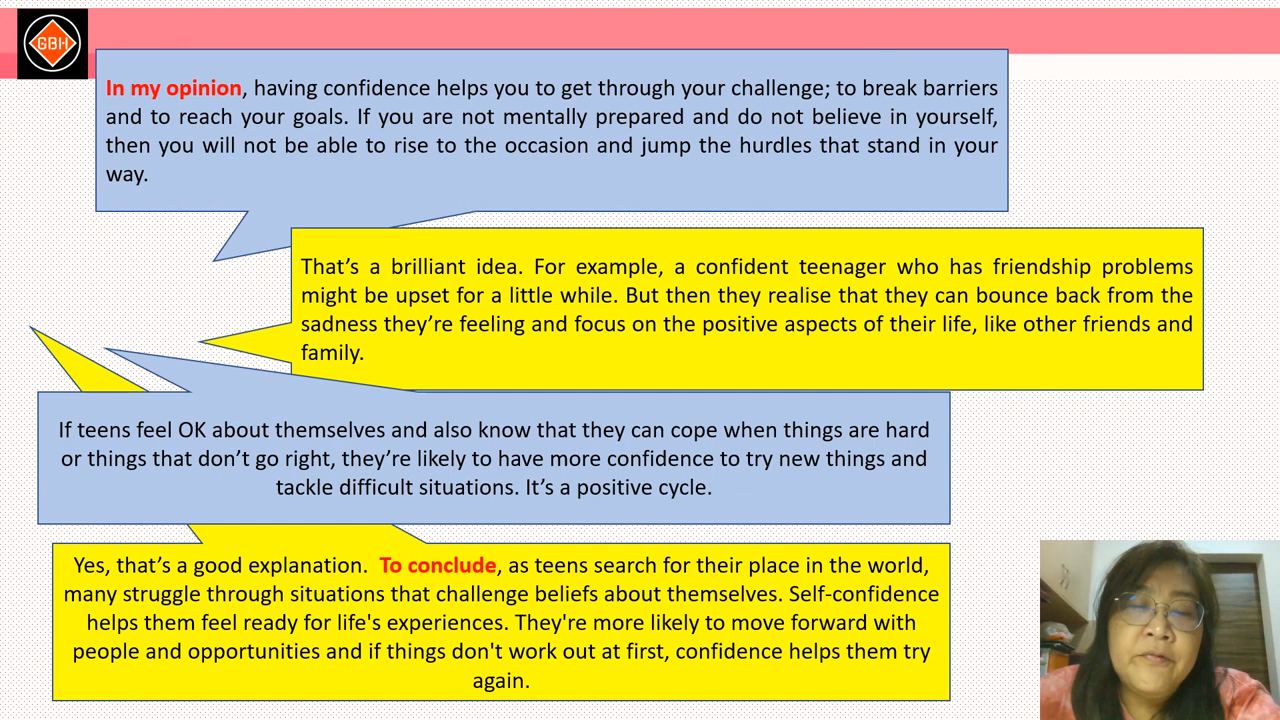 GBH
In my opinion, having confidence helps you to get through your challenge; to break barriers
and to reach your goals. If you are not mentally prepared and do not believe in yourself,
then you will not be able to rise to the occasion and jump the hurdles that stand in your
way.
That’s a brilliant idea. For example, a confident teenager who has friendship problems
might be upset for a little while. But then they realise that they can bounce back from the
sadness they’re feeling and focus on the positive aspects of their life, like other friends and
family.
If teens feel OK about themselves and also know that they can cope when things are hard
or things that don’t go right, they’re likely to have more confidence to try new things and
tackle difficult situations. It’s a positive cycle.
Yes, that’s a good explanation.  To conclude, as teens search for their place in the world,
many struggle through situations that challenge beliefs about themselves. Self-confidence
helps them feel ready for life's experiences. They're more likely to move forward with
people and opportunities and if things don't work out at first, confidence helps them try
again.